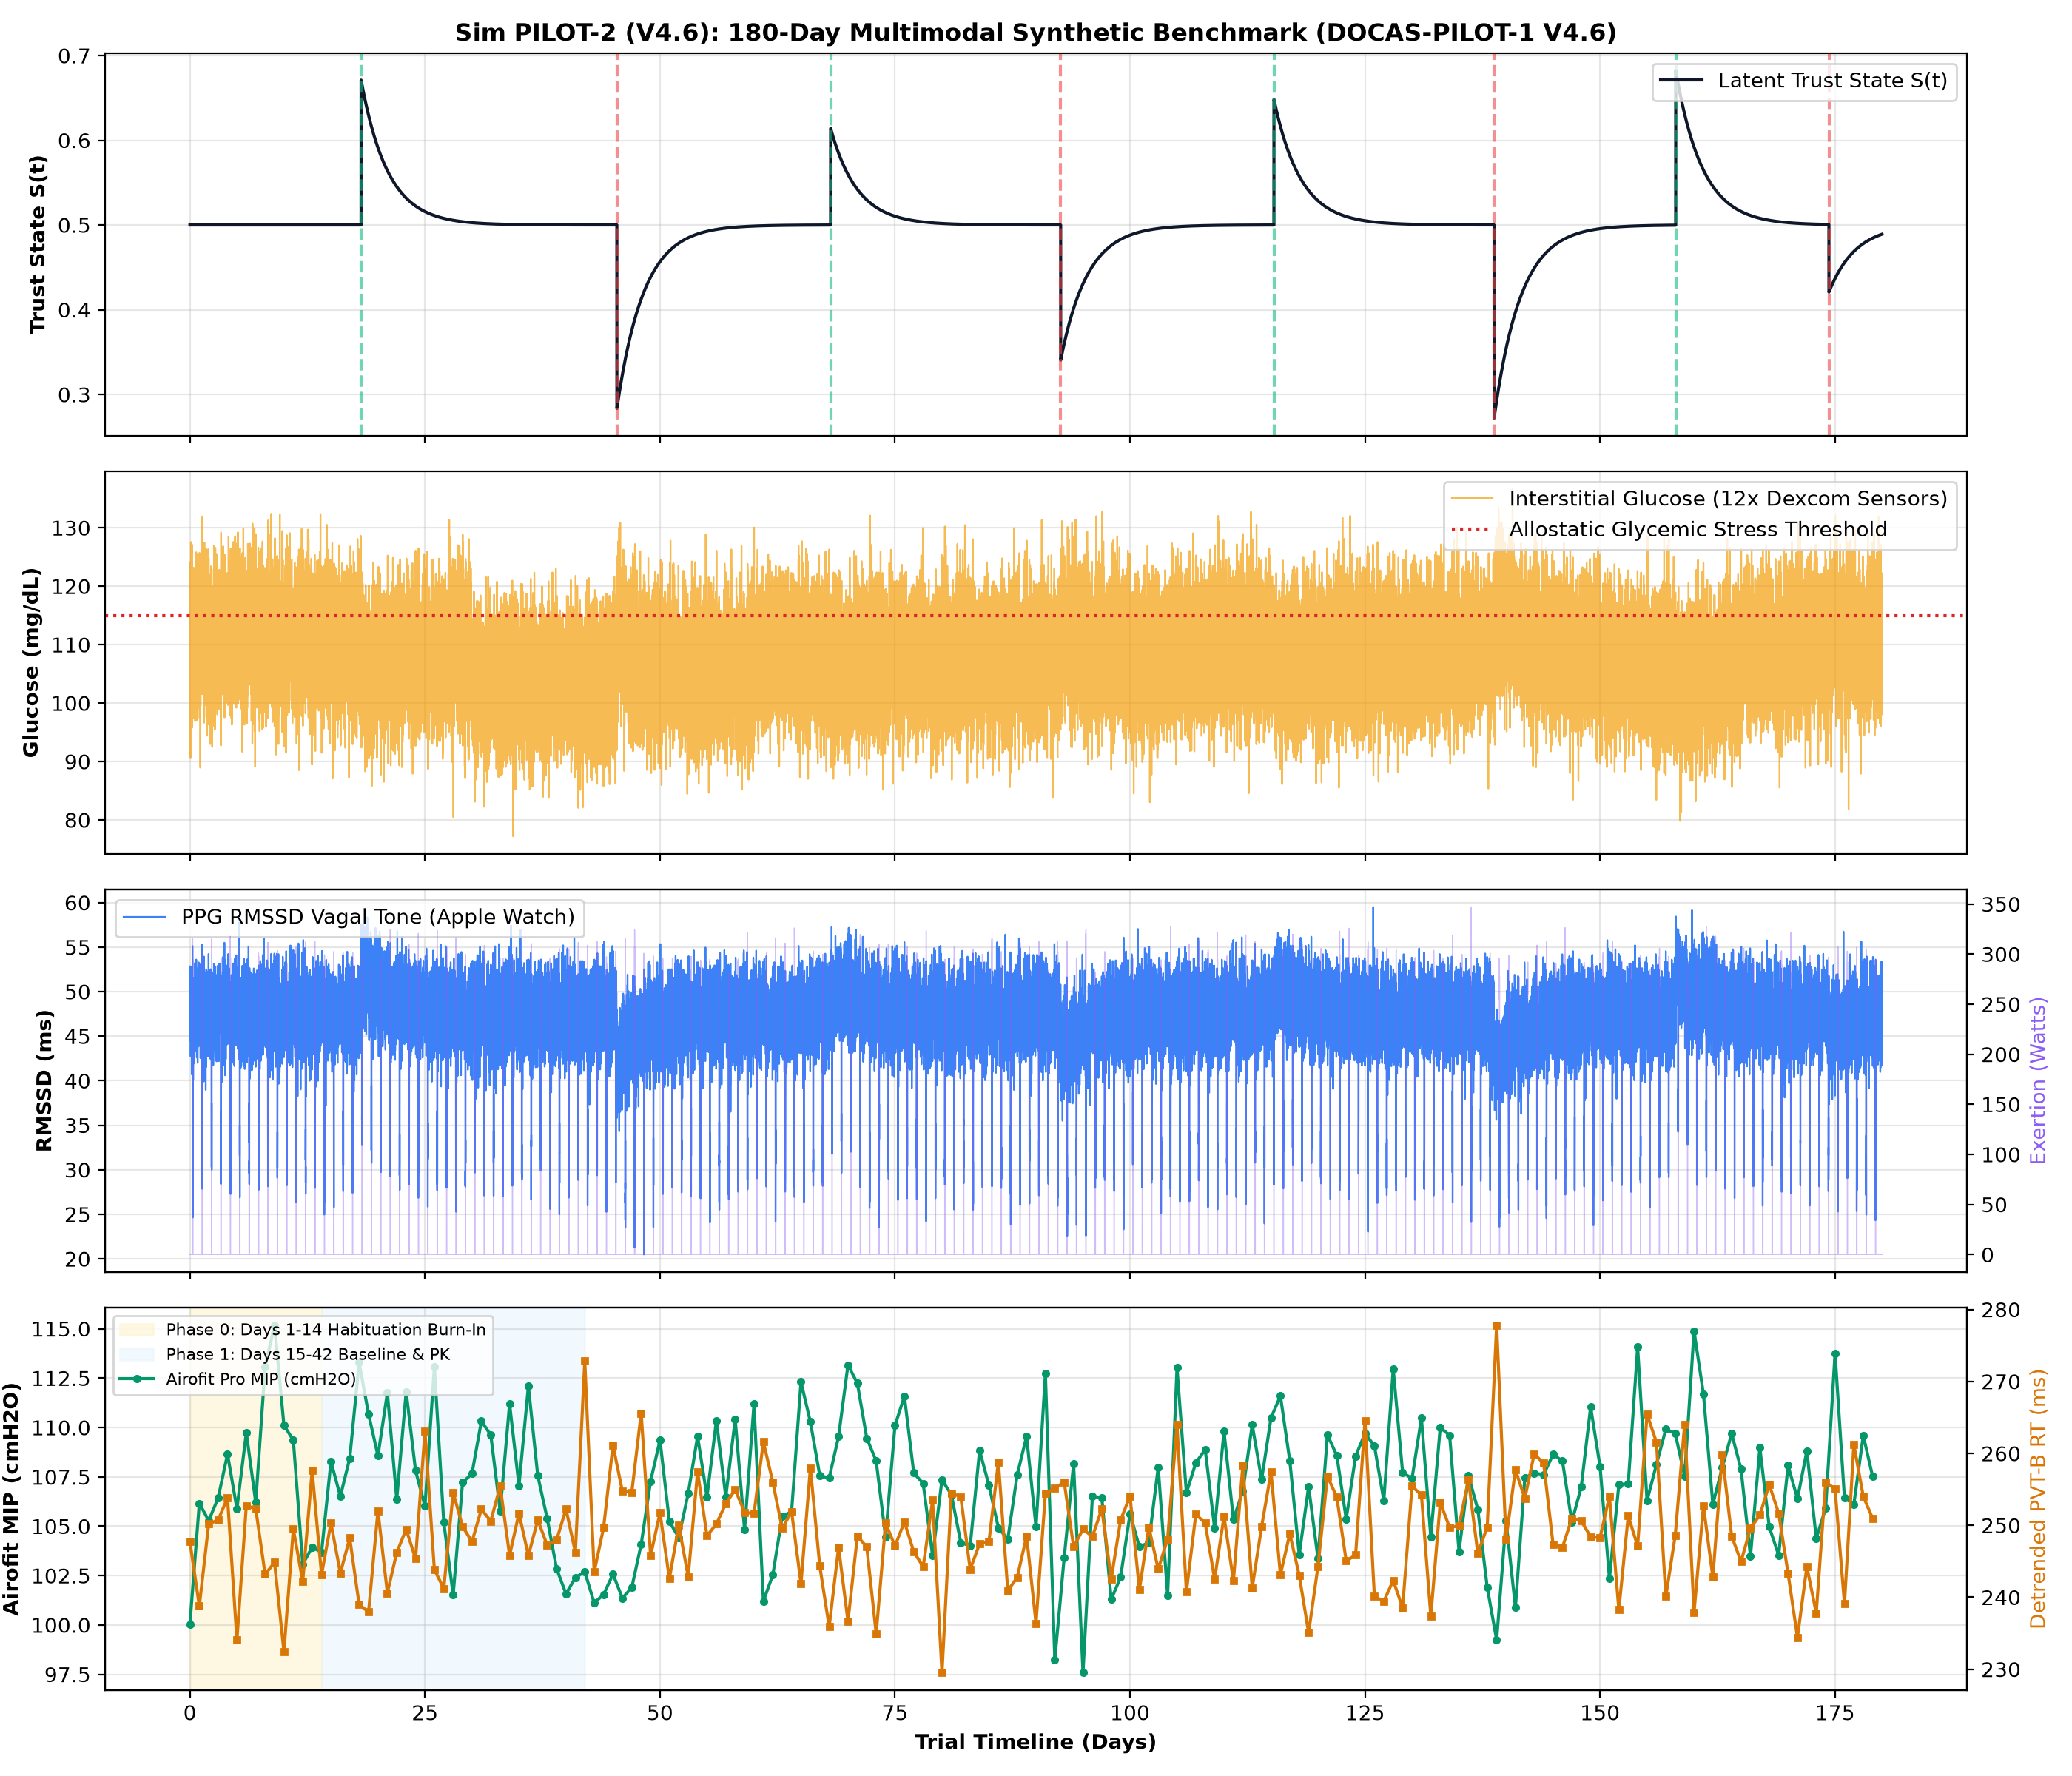 Sim PILOT-2 (V4.6): 180-Day Multimodal Synthetic Benchmark (DOCAS-PILOT-1 V4.6)
0.7
0.6
0.5
0.4
0.3
Trust State S(t)
Latent Trust State S(t)
130
120
110
100
90
80
Glucose (mg/dL)
Interstitial Glucose (12x Dexcom Sensors)
Allostatic Glycemic Stress Threshold
60
55
50
45
40
35
30
25
20
RMSSD (ms)
PPG RMSSD Vagal Tone (Apple Watch)
350
300
250
200
150
100
50
0
Exertion (Watts)
115.0
112.5
110.0
107.5
105.0
102.5
100.0
97.5
Airofit MIP (cmH2O)
Phase 0: Days 1-14 Habituation Burn-In
Phase 1: Days 15-42 Baseline & PK
Airofit Pro MIP (cmH2O)
280
270
260
250
240
230
Detrended PVT-B RT (ms)
0 25 50 75 100 125 150 175
Trial Timeline (Days)